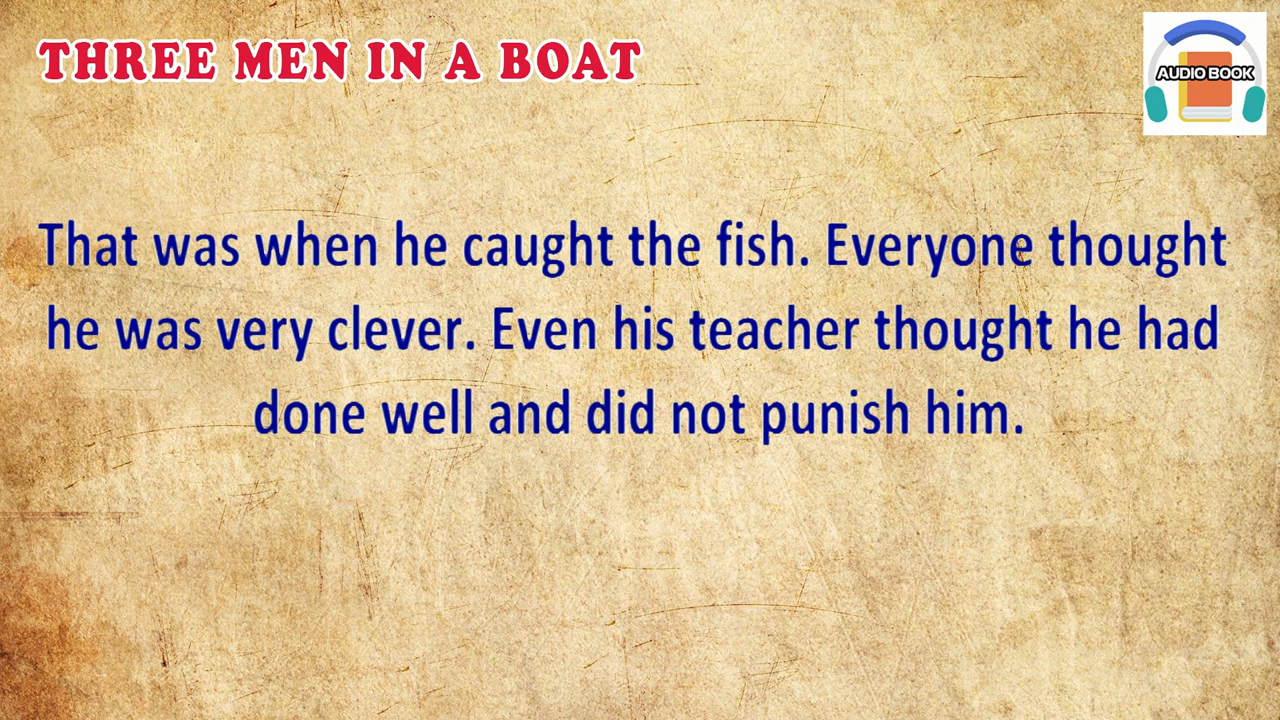 THREE MEN IN A BOAT
AUDIO BOOK
That was when he caught the fish. Everyone thought
he was very clever. Even his teacher thought he had
done well and did not punish him.